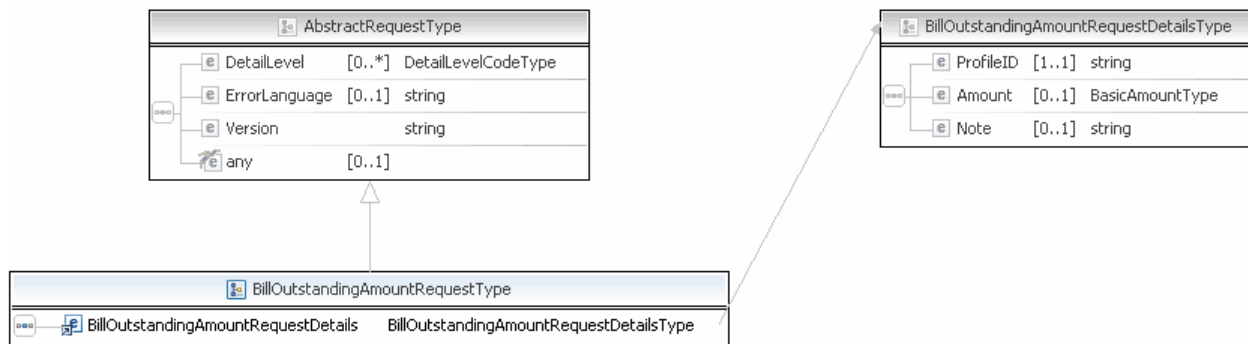 AbstractRequestType
e DetailLevel [0..*] DetailLevelCodeType
e ErrorLanguage [0..1] string
e Version string
e any [0..1]
BillOutstandingAmountRequestDetailsType
e ProfileID [1..1] string
e Amount [0..1] BasicAmountType
e Note [0..1] string
BillOutstandingAmountRequestType
e BillOutstandingAmountRequestDetails BillOutstandingAmountRequestDetailsType